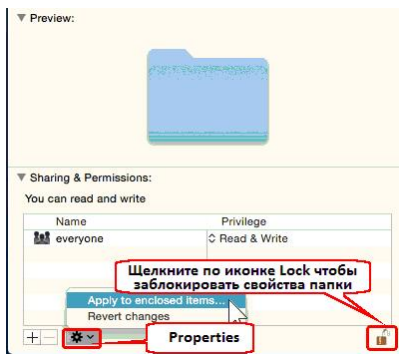 Preview:
Sharing & Permissions:
You can read and write
Name Privilege
everyone Read & Write
Щелкните по иконке Lock чтобы
заблокировать свойства папки
Apply to enclosed items...
Revert changes
Properties